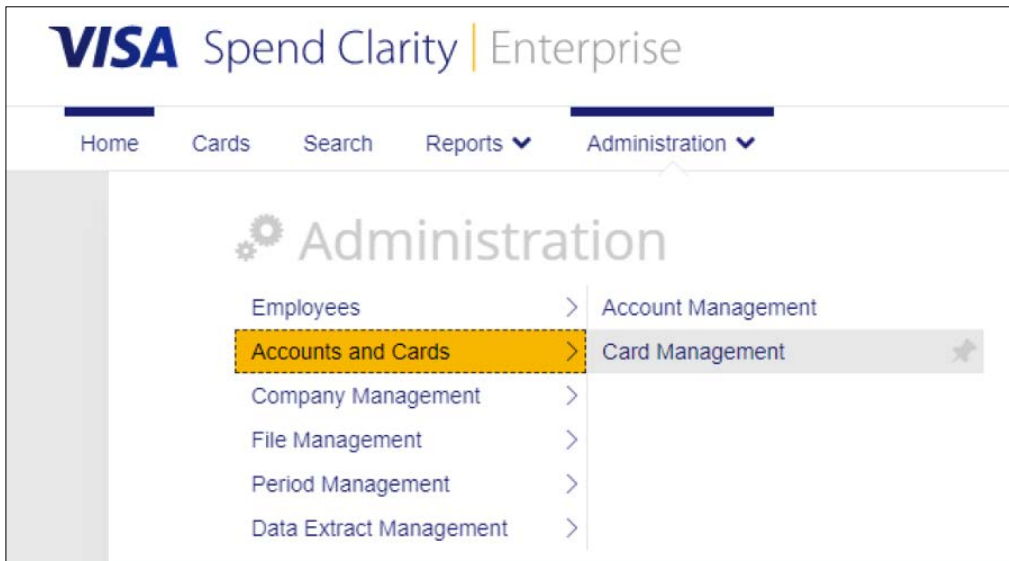 VISA Spend Clarity | Enterprise
Home Cards Search Reports Administration
Administration
Employees Account Management
Accounts and Cards Card Management
Company Management
File Management
Period Management
Data Extract Management